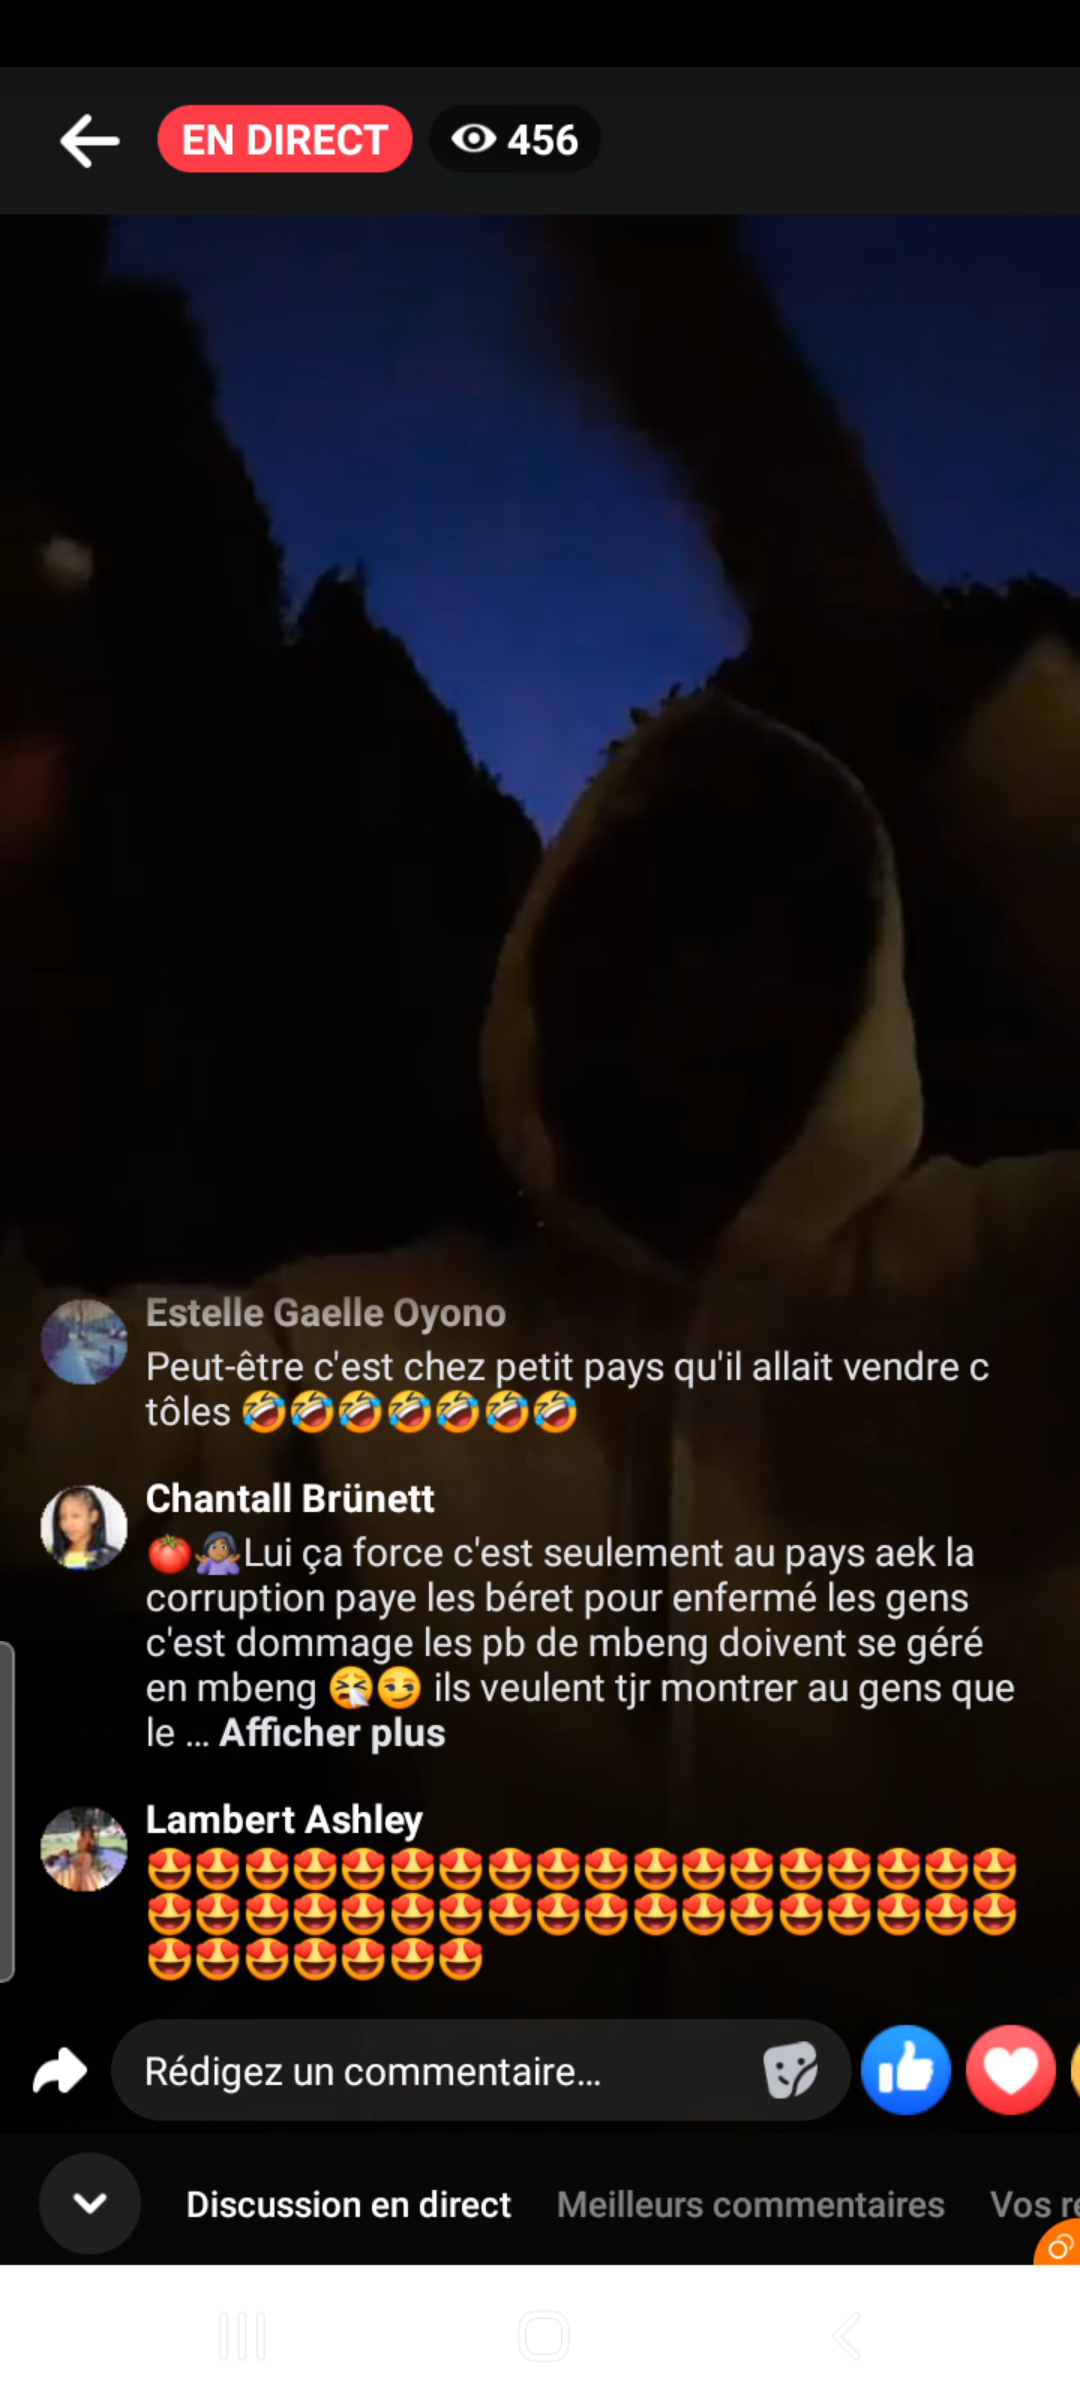 EN DIRECT 456
Estelle Gaelle Oyono
Peut-être c'est chez petit pays qu'il allait vendre c
tôles 🤣🤣🤣🤣🤣🤣🤣
Chantall Brünett
🍅🤷🏾‍♀️Lui ça force c'est seulement au pays aek la
corruption paye les béret pour enfermé les gens
c'est dommage les pb de mbeng doivent se géré
en mbeng 😤😏 ils veulent tjr montrer au gens que
le ... Afficher plus
Lambert Ashley
😍😍😍😍😍😍😍😍😍😍😍😍😍😍😍😍😍😍
😍😍😍😍😍😍😍😍😍😍😍😍😍😍😍😍😍😍
😍😍😍😍😍😍😍
Rédigez un commentaire...
Discussion en direct Meilleurs commentaires Vos re